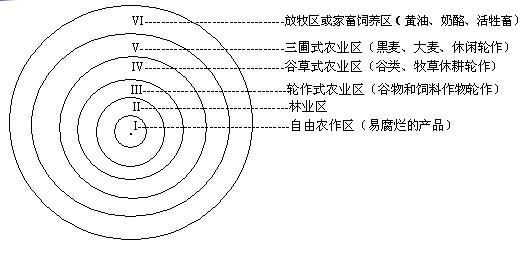 VI 放牧区或家畜饲养区（黄油、奶酪、活牲畜）
V 三圃式农业区（黑麦、大麦、休闲轮作）
IV 谷草式农业区（谷类、牧草休耕轮作）
III 轮作式农业区（谷物和饲料作物轮作）
II 林业区
I 自由农作区（易腐烂的产品）